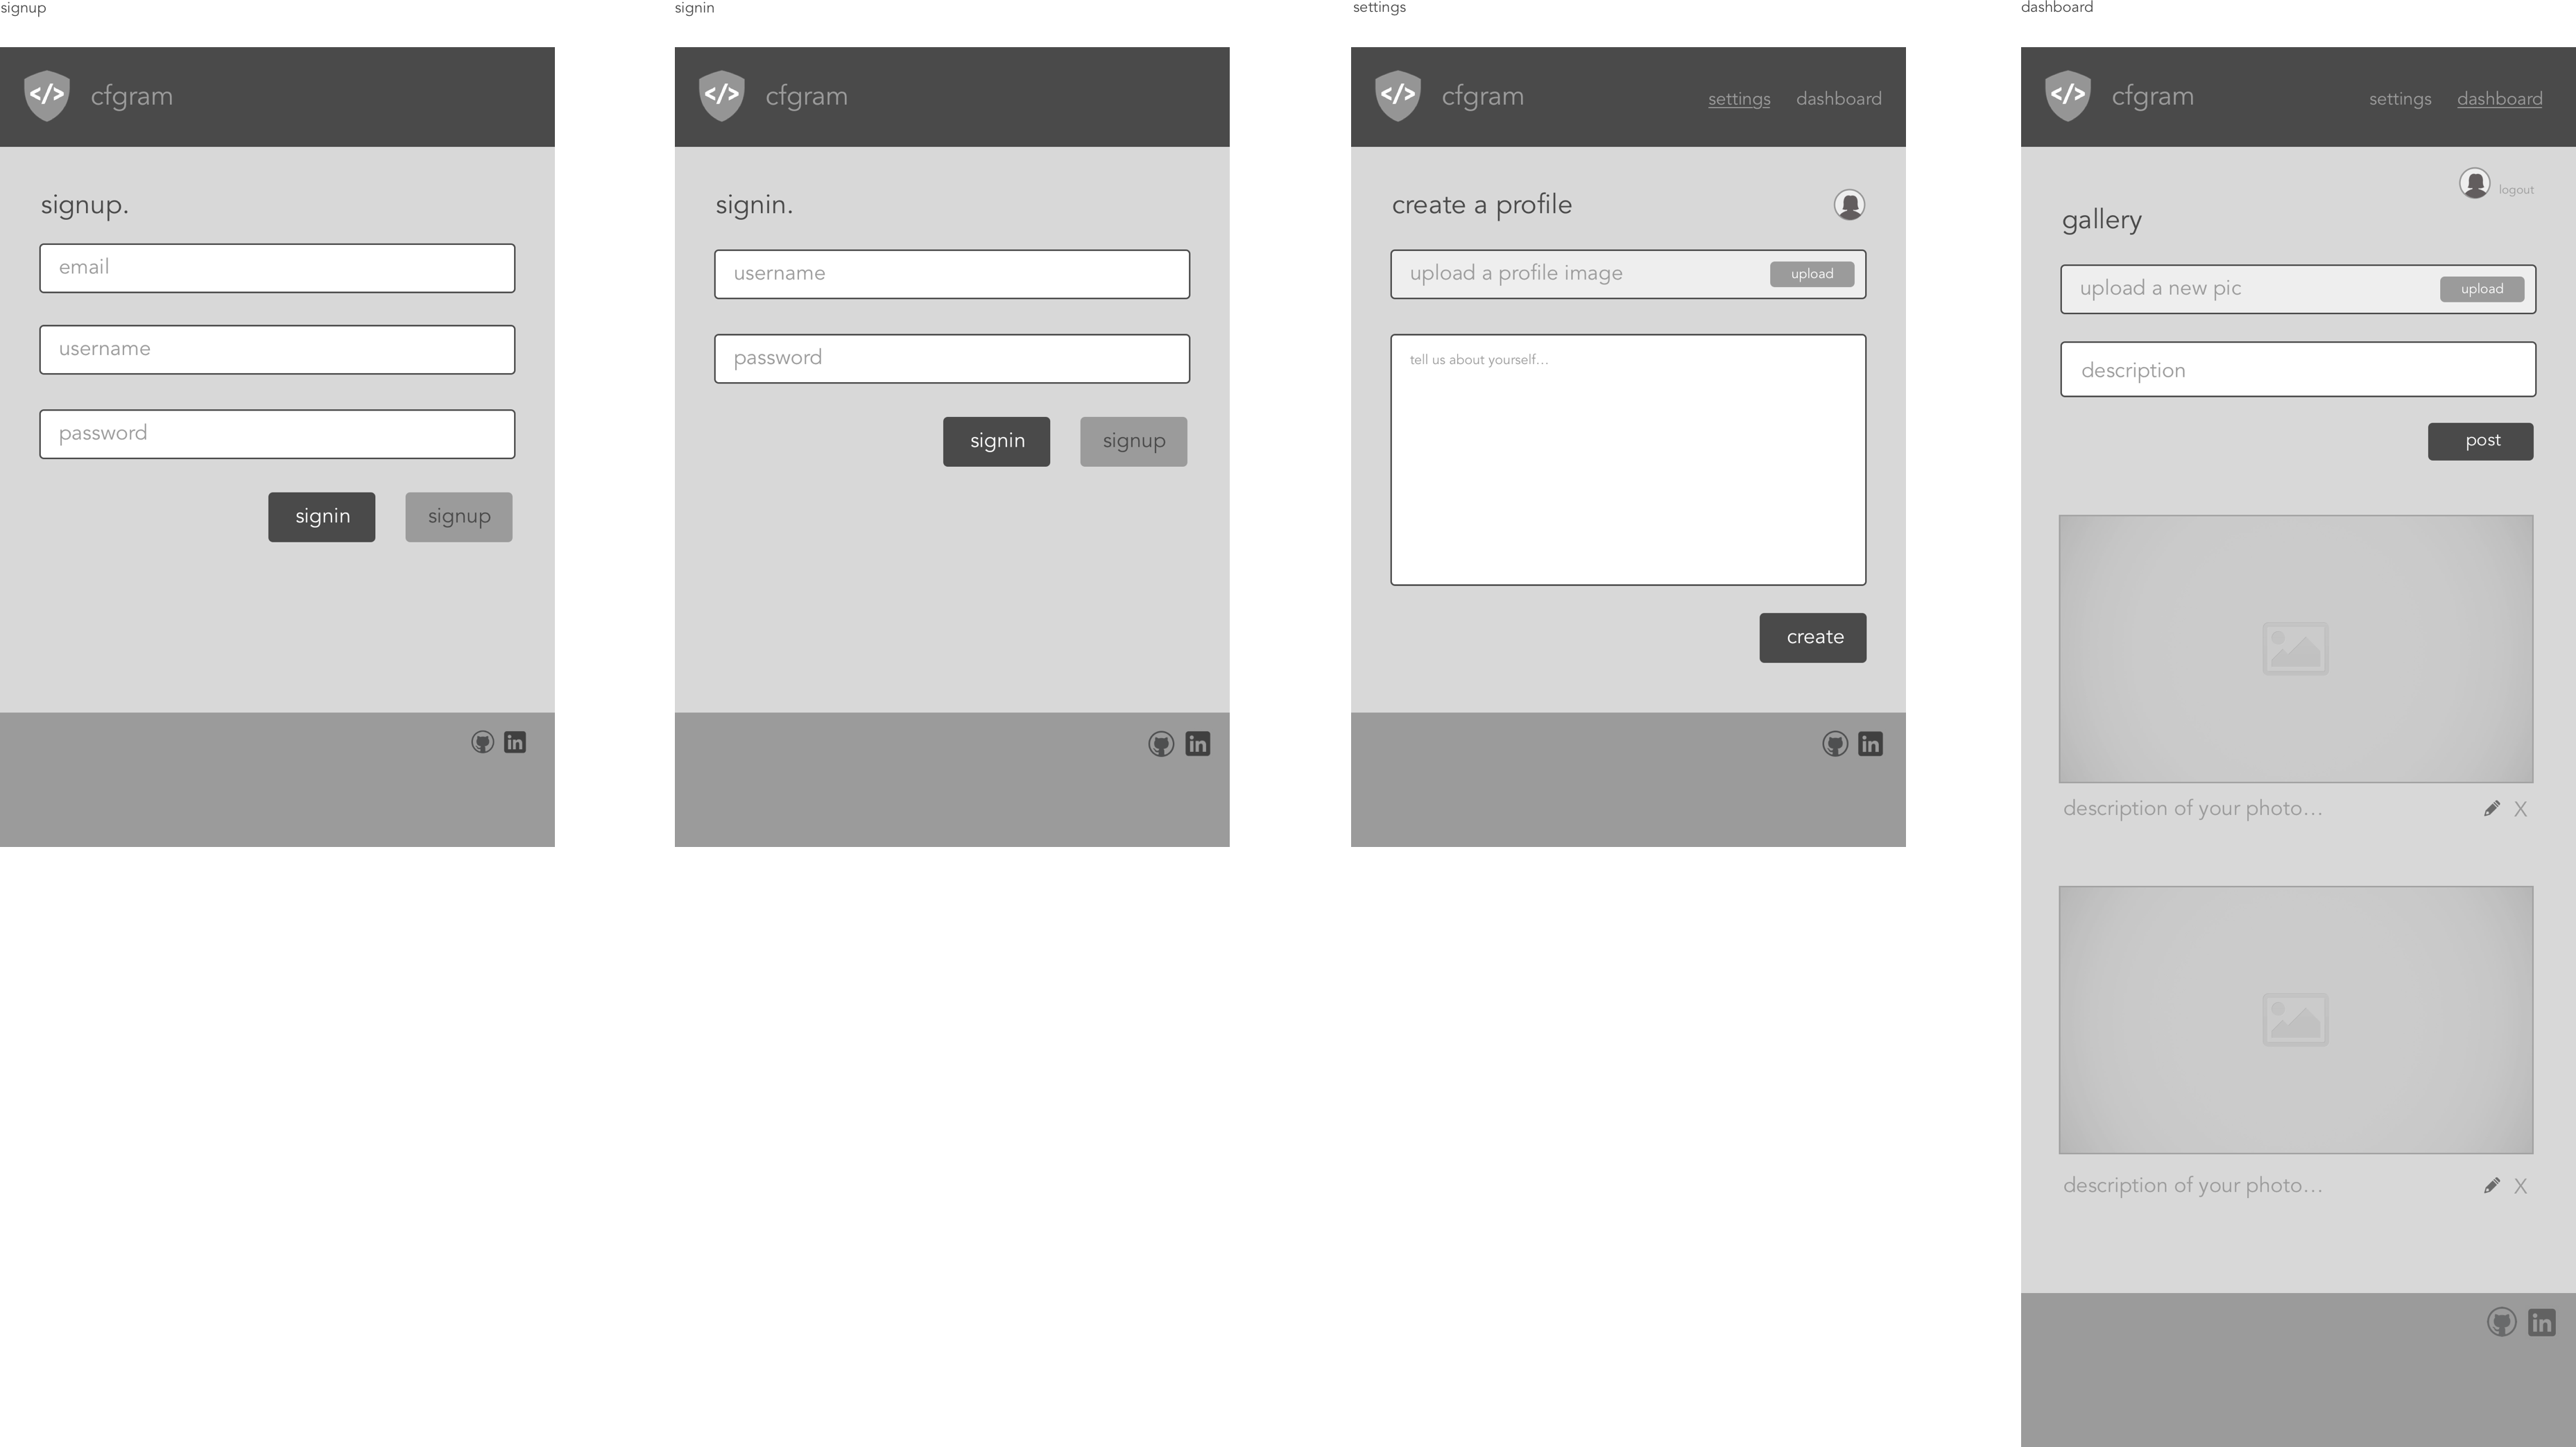 signup
</> cfgram
signup.
email
username
password
signin signup
in
signin
</> cfgram
signin.
username
password
signin signup
in
settings
</> cfgram settings dashboard
create a profile
upload a profile image upload
tell us about yourself...
create
in
dashboard
</> cfgram settings dashboard
logout
gallery
upload a new pic upload
description
post
description of your photo... X
description of your photo... X
in